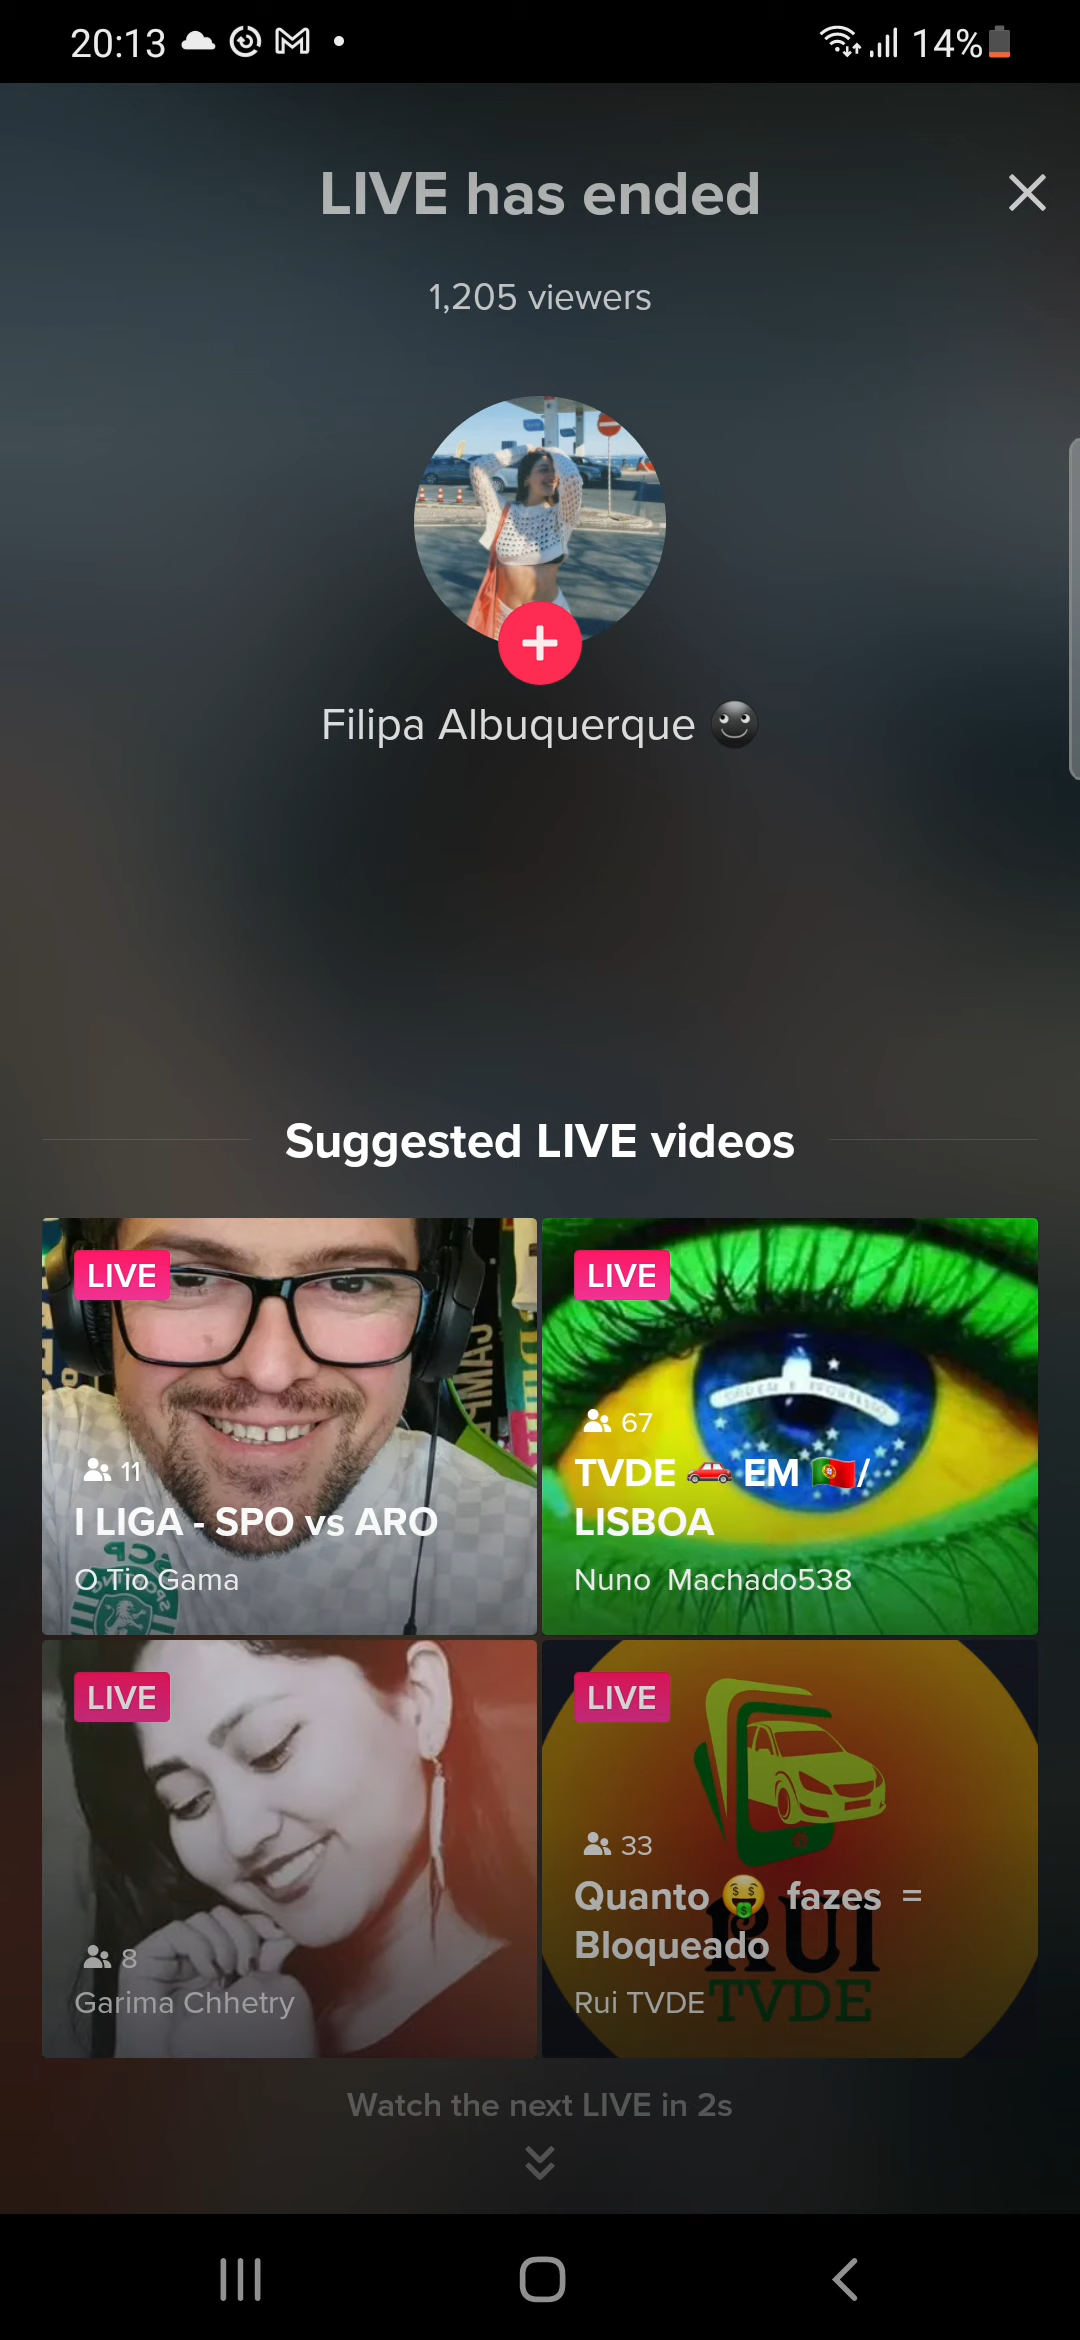 20:13 14%
LIVE has ended
1,205 viewers
Filipa Albuquerque 🌚
Suggested LIVE videos
LIVE
11
I LIGA - SPO vs ARO
O Tio Gama
LIVE
67
TVDE 🚗 EM 🇵🇹/
LISBOA
Nuno Machado538
LIVE
8
Garima Chhetry
LIVE
33
Quanto 🤑 fazes =
Bloqueado
Rui TVDE
RUI
TVDE
Watch the next LIVE in 2s